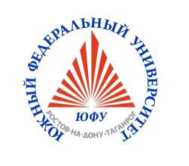 ЮЖНЫЙ ФЕДЕРАЛЬНЫЙ УНИВЕРСИТЕТ
ЮФУ
РОСТОВ-НА-ДОНУ-ТАГАНРОГ